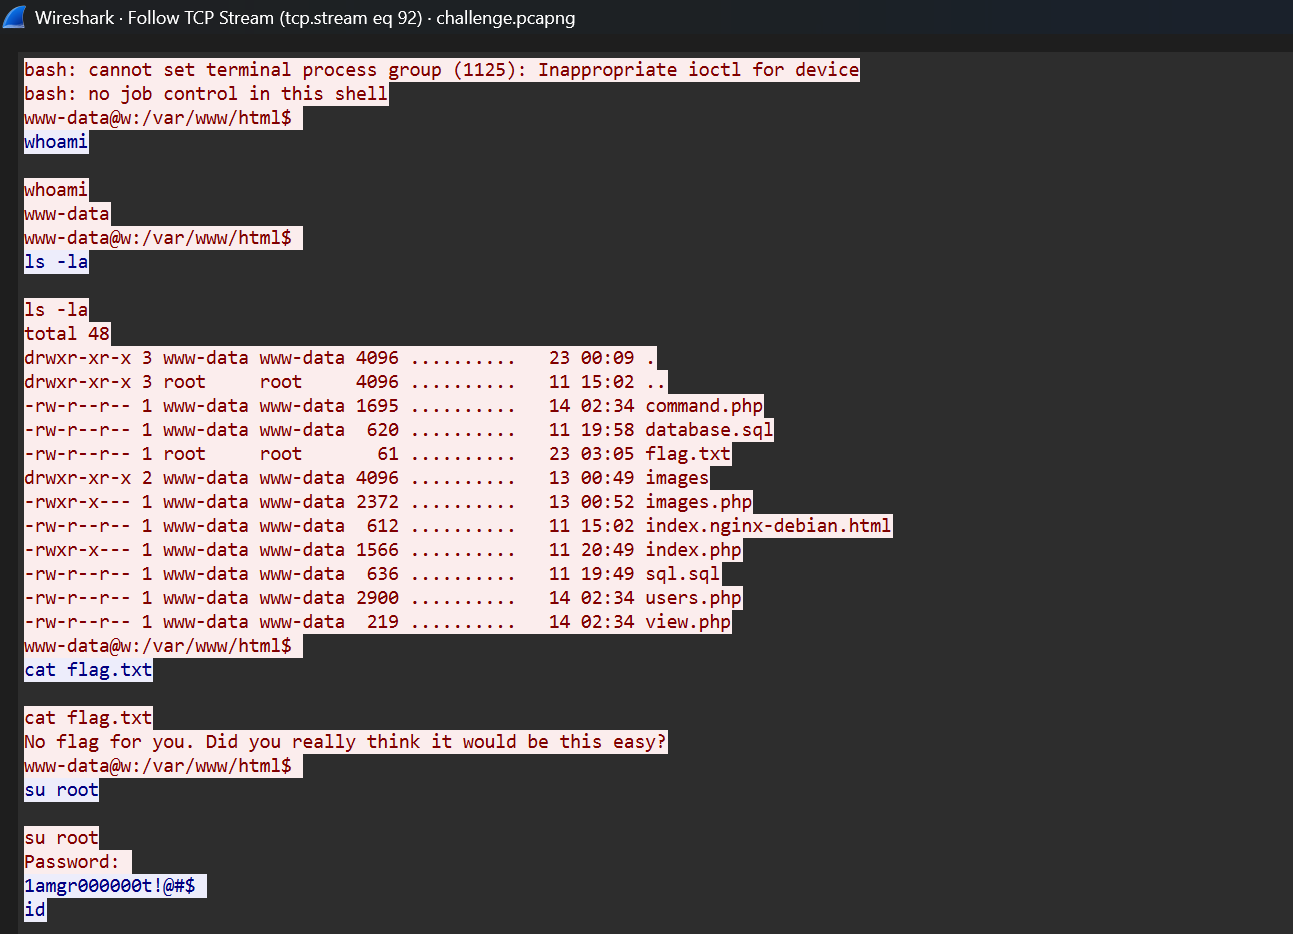 Wireshark · Follow TCP Stream (tcp.stream eq 92) · challenge.pcapng
bash: cannot set terminal process group (1125): Inappropriate ioctl for device
bash: no job control in this shell
www-data@w:/var/www/html$
whoami
whoami
www-data
www-data@w:/var/www/html$
ls -la
ls -la
total 48
drwxr-xr-x 3 www-data www-data 4096 ..........   23 00:09 .
drwxr-xr-x 3 root     root     4096 ..........   11 15:02 ..
-rw-r--r-- 1 www-data www-data 1695 ..........   14 02:34 command.php
-rw-r--r-- 1 www-data www-data  620 ..........   11 19:58 database.sql
-rw-r--r-- 1 root     root       61 ..........   23 03:05 flag.txt
drwxr-xr-x 2 www-data www-data 4096 ..........   13 00:49 images
-rwxr-x--- 1 www-data www-data 2372 ..........   13 00:52 images.php
-rw-r--r-- 1 www-data www-data  612 ..........   11 15:02 index.nginx-debian.html
-rwxr-x--- 1 www-data www-data 1566 ..........   11 20:49 index.php
-rw-r--r-- 1 www-data www-data  636 ..........   11 19:49 sql.sql
-rw-r--r-- 1 www-data www-data 2900 ..........   14 02:34 users.php
-rw-r--r-- 1 www-data www-data  219 ..........   14 02:34 view.php
www-data@w:/var/www/html$
cat flag.txt
cat flag.txt
No flag for you. Did you really think it would be this easy?
www-data@w:/var/www/html$
su root
su root
Password:
1amgr000000t!@#$
id